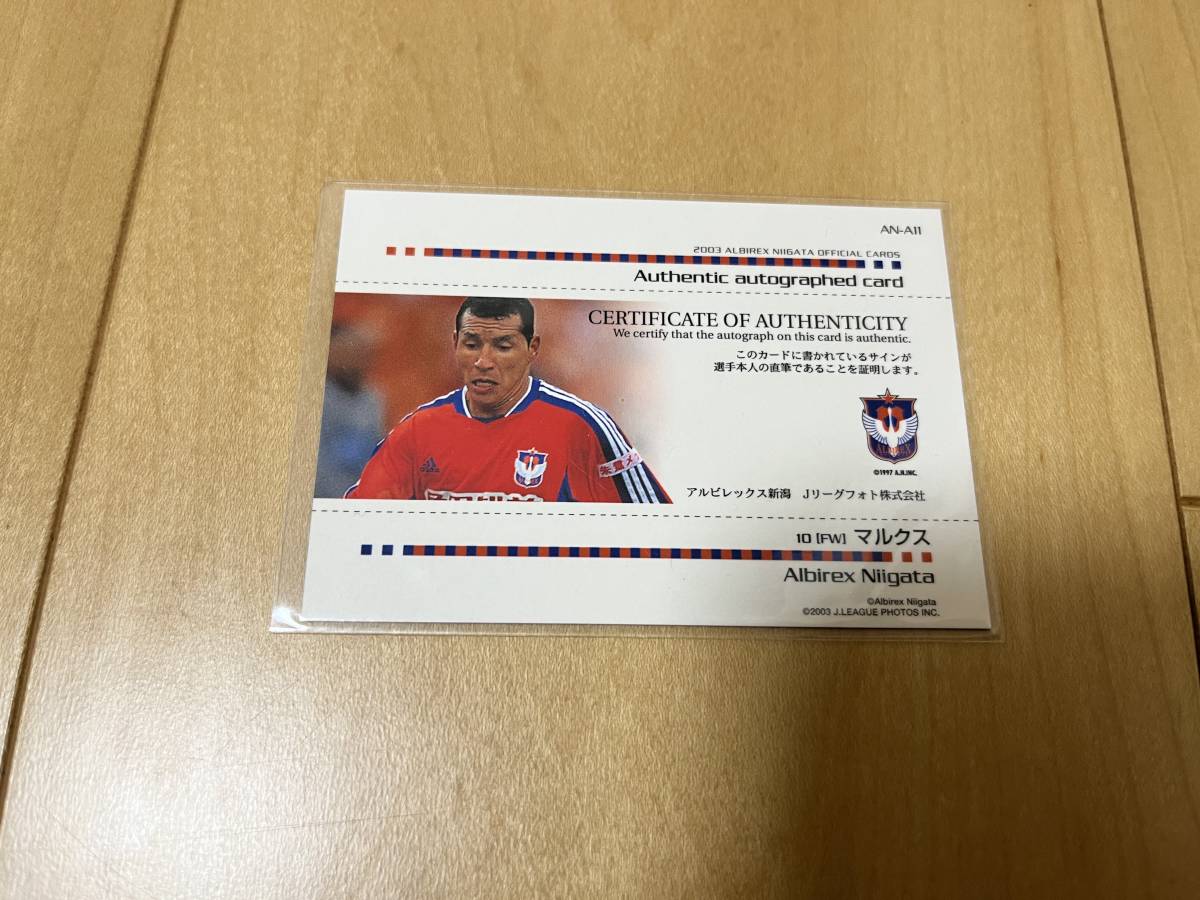 AN-A11
2003 ALBIREX NIIGATA OFFICIAL CARDS
Authentic autographed card
CERTIFICATE OF AUTHENTICITY
We certify that the autograph on this card is authentic.
このカードに書かれているサインが
選手本人の直筆であることを証明します。
ALBIREX
©1997 A.N.INC.
adidas
アルビレックス新潟 Jリーグフォト株式会社
10 [FW] マルクス
Albirex Niigata
©Albirex Niigata
©2003 J.LEAGUE PHOTOS INC.